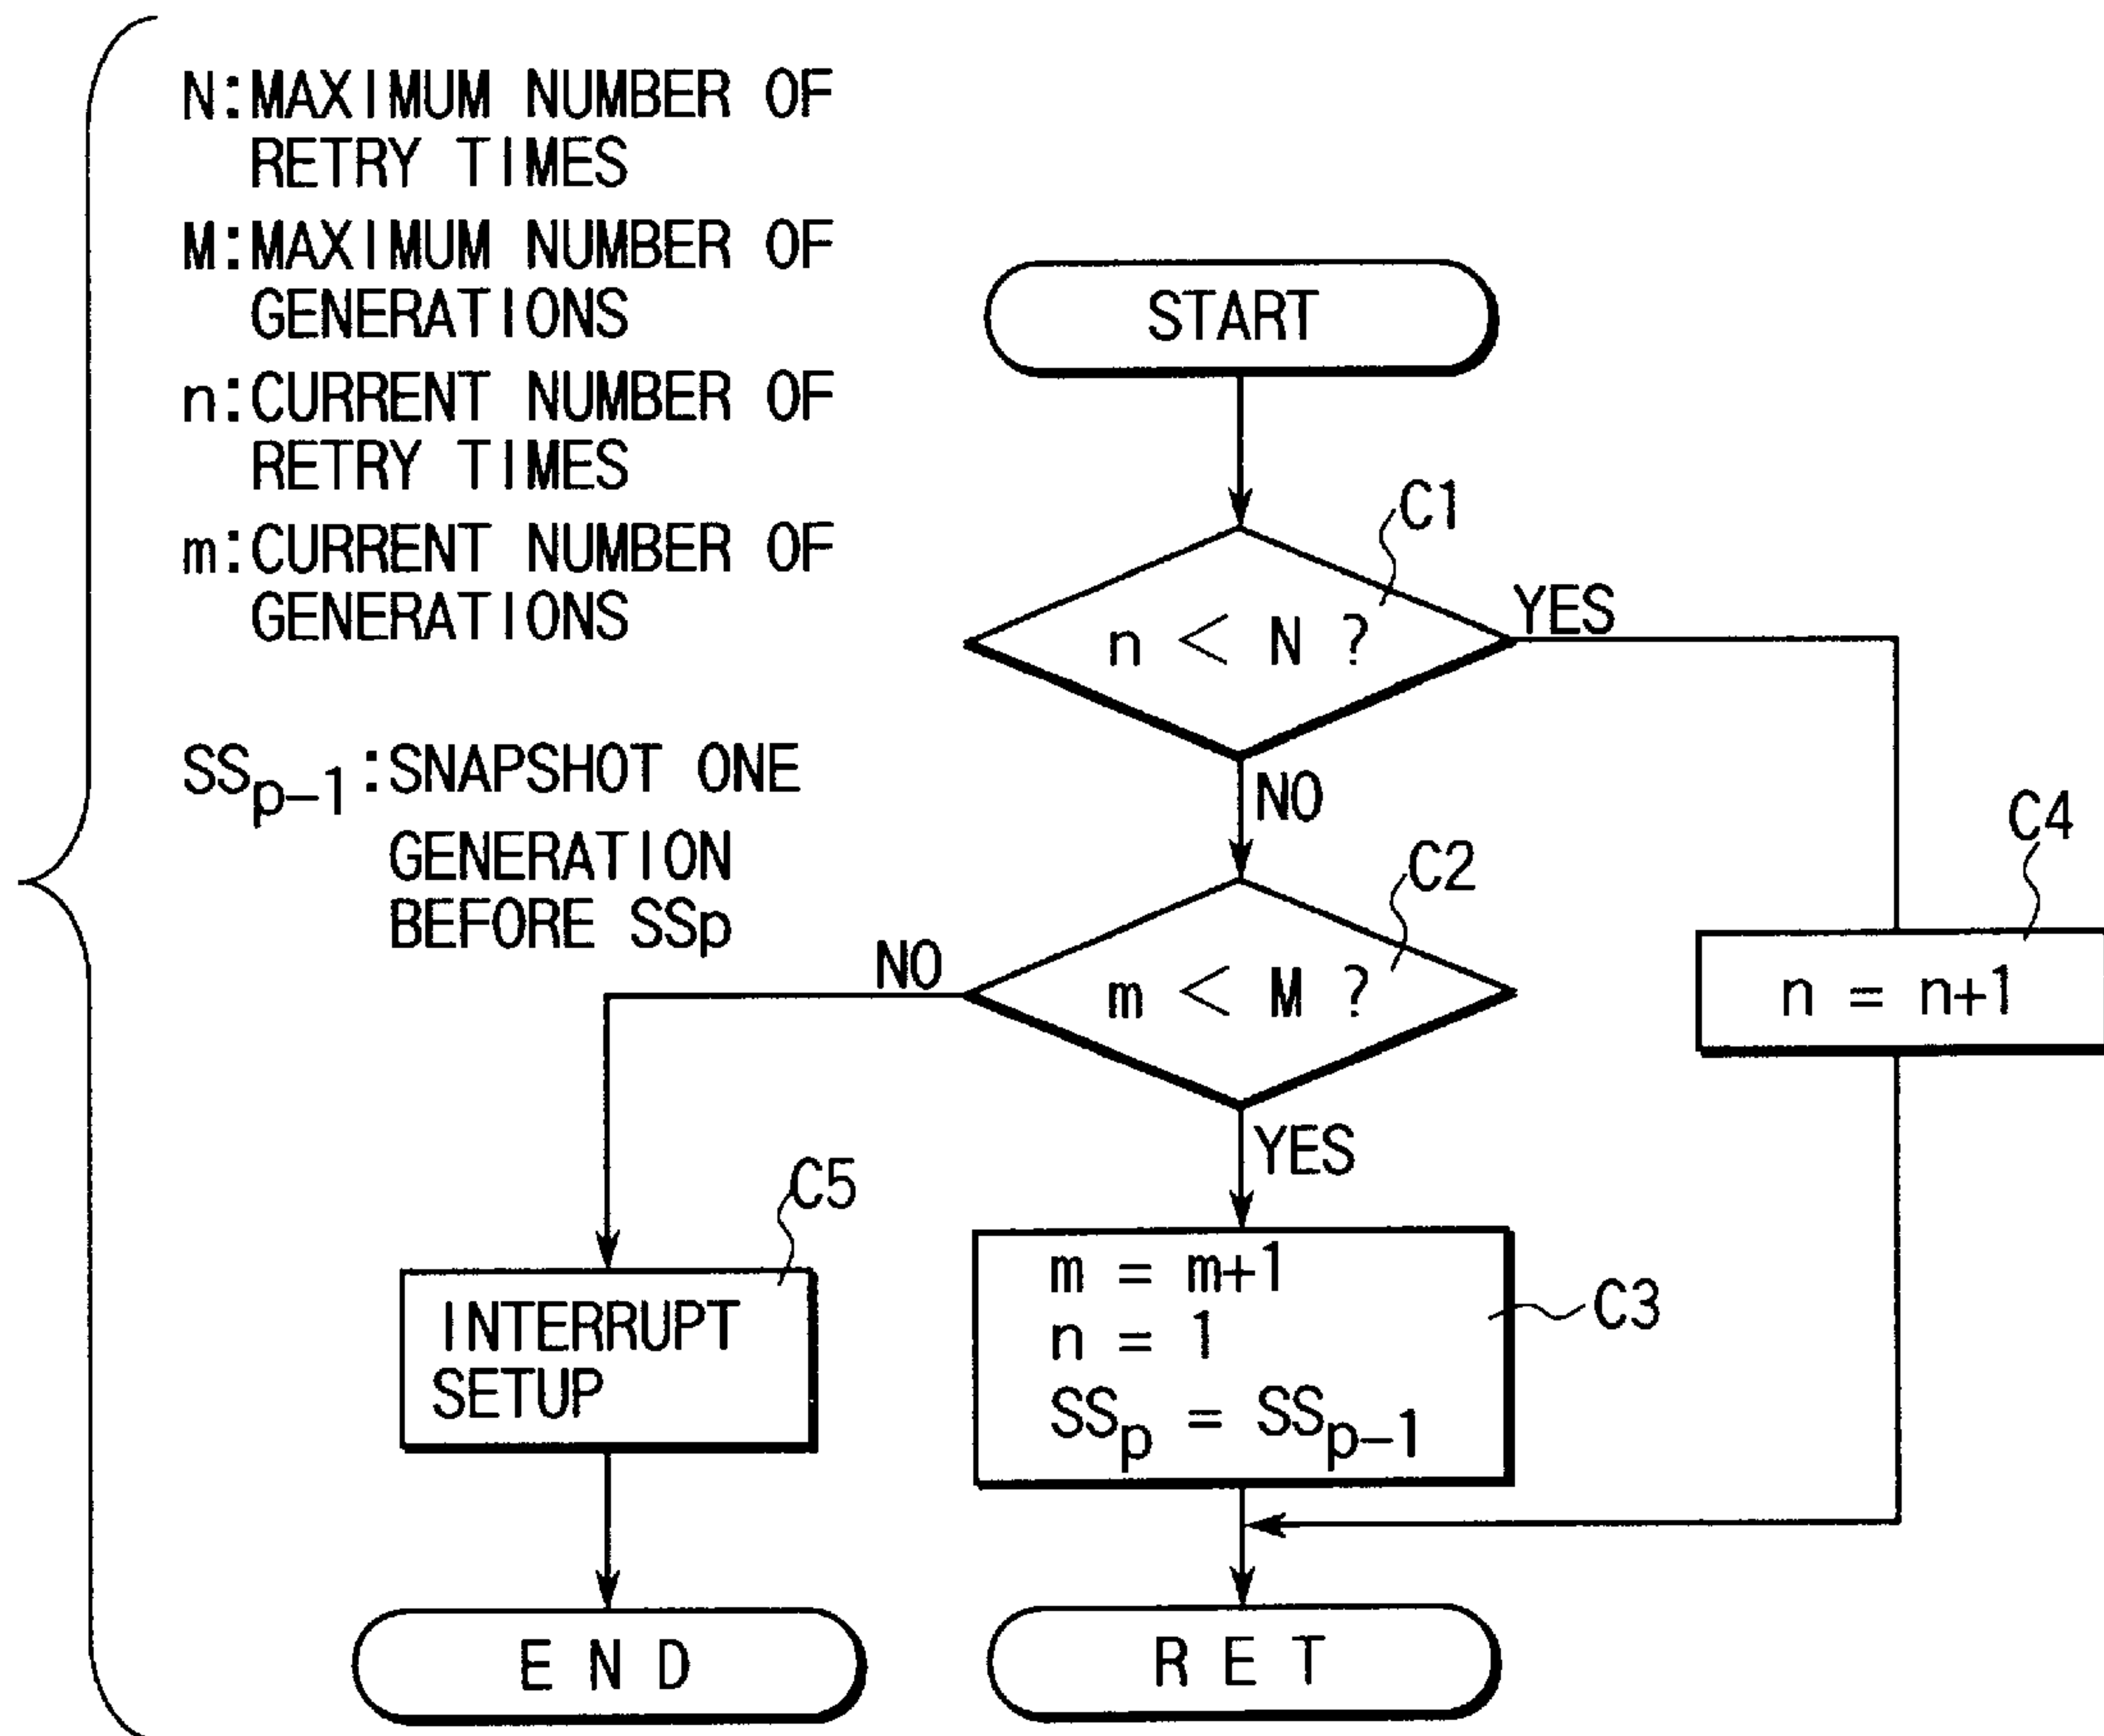 N:MAXIMUM NUMBER OF
RETRY TIMES
M:MAXIMUM NUMBER OF
GENERATIONS
n:CURRENT NUMBER OF
RETRY TIMES
m:CURRENT NUMBER OF
GENERATIONS
SSp-1:SNAPSHOT ONE
GENERATION
BEFORE SSp
START
C1
n < N ?
YES
NO
C2
m < M ?
NO
YES
C4
n = n+1
C5
INTERRUPT
SETUP
m = m+1
n = 1
SSp = SSp-1
C3
END
RET